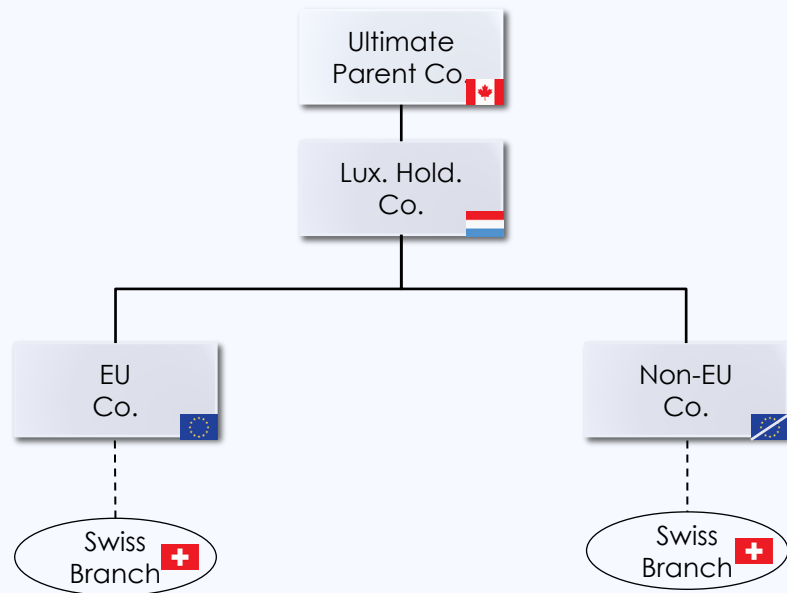 Ultimate
Parent Co.
Lux. Hold.
Co.
EU
Co.
Non-EU
Co.
Swiss
Branch
Swiss
Branch